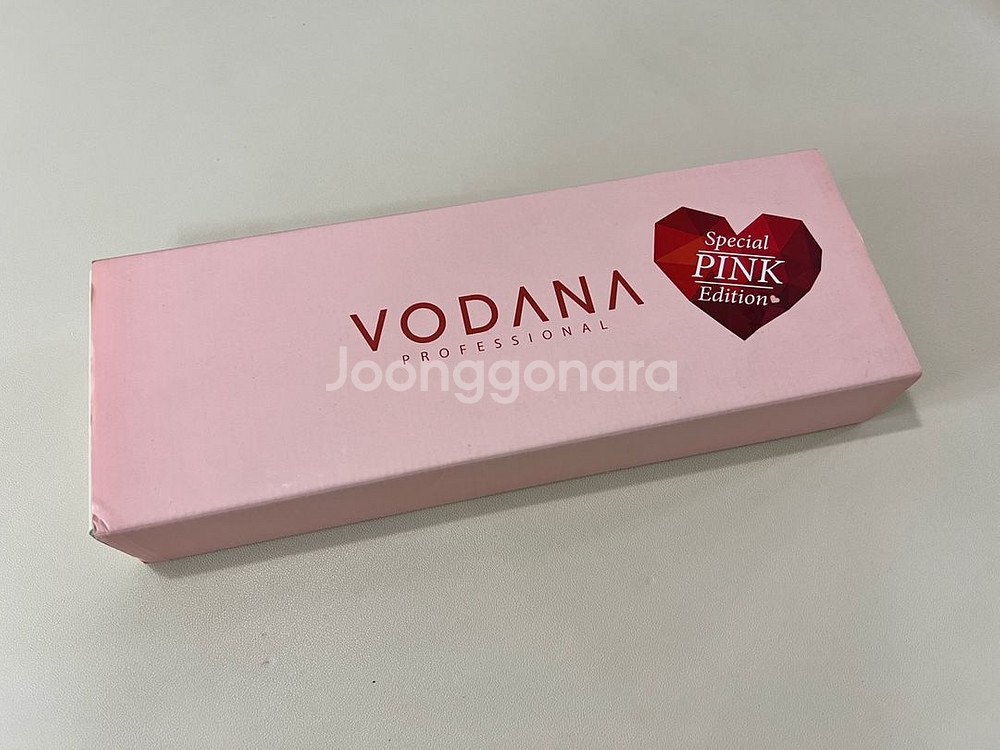 VODANA
PROFESSIONAL
Special
PINK
Edition
Joonggonara